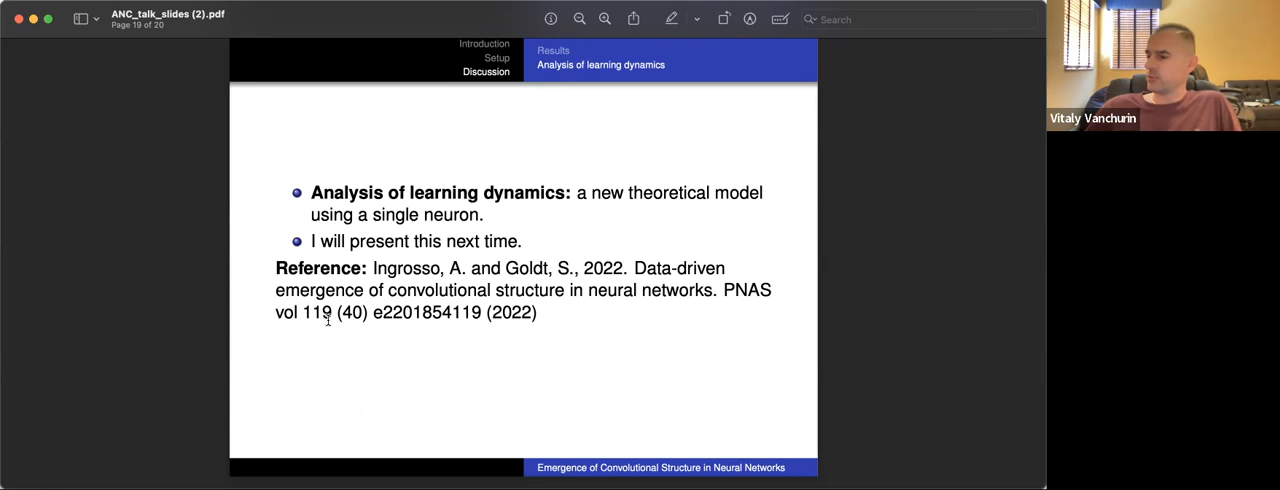 ANC_talk_slides (2).pdf
Page 19 of 20
Search
Introduction
Setup
Discussion
Results
Analysis of learning dynamics
Analysis of learning dynamics: a new theoretical model
using a single neuron.
I will present this next time.
Reference: Ingrosso, A. and Goldt, S., 2022. Data-driven
emergence of convolutional structure in neural networks. PNAS
vol 119 (40) e2201854119 (2022)
Emergence of Convolutional Structure in Neural Networks
Vitaly Vanchurin